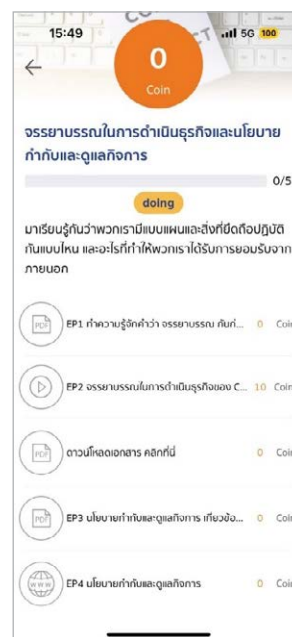 15:49
5G 100
0
Coin
จรรยาบรรณในการดำเนินธุรกิจและนโยบาย
กำกับและดูแลกิจการ
0/5
doing
มาเรียนรู้กันว่าพวกเรามีแบบแผนและสิ่งที่ยึดถือปฏิบัติ
กันแบบไหน และอะไรที่ทำให้พวกเราได้รับการยอมรับจาก
ภายนอก
PDF EP1 ทำความรู้จักคำว่า จรรยาบรรณ กันก่... 0 Coin
EP2 จรรยาบรรณในการดำเนินธุรกิจของ C... 10 Coin
PDF ดาวน์โหลดเอกสาร คลิกที่นี่ 0 Coin
PDF EP3 นโยบายกำกับและดูแลกิจการ เกี่ยวข้อ... 0 Coin
WWW EP4 นโยบายกำกับและดูแลกิจการ 0 Coin